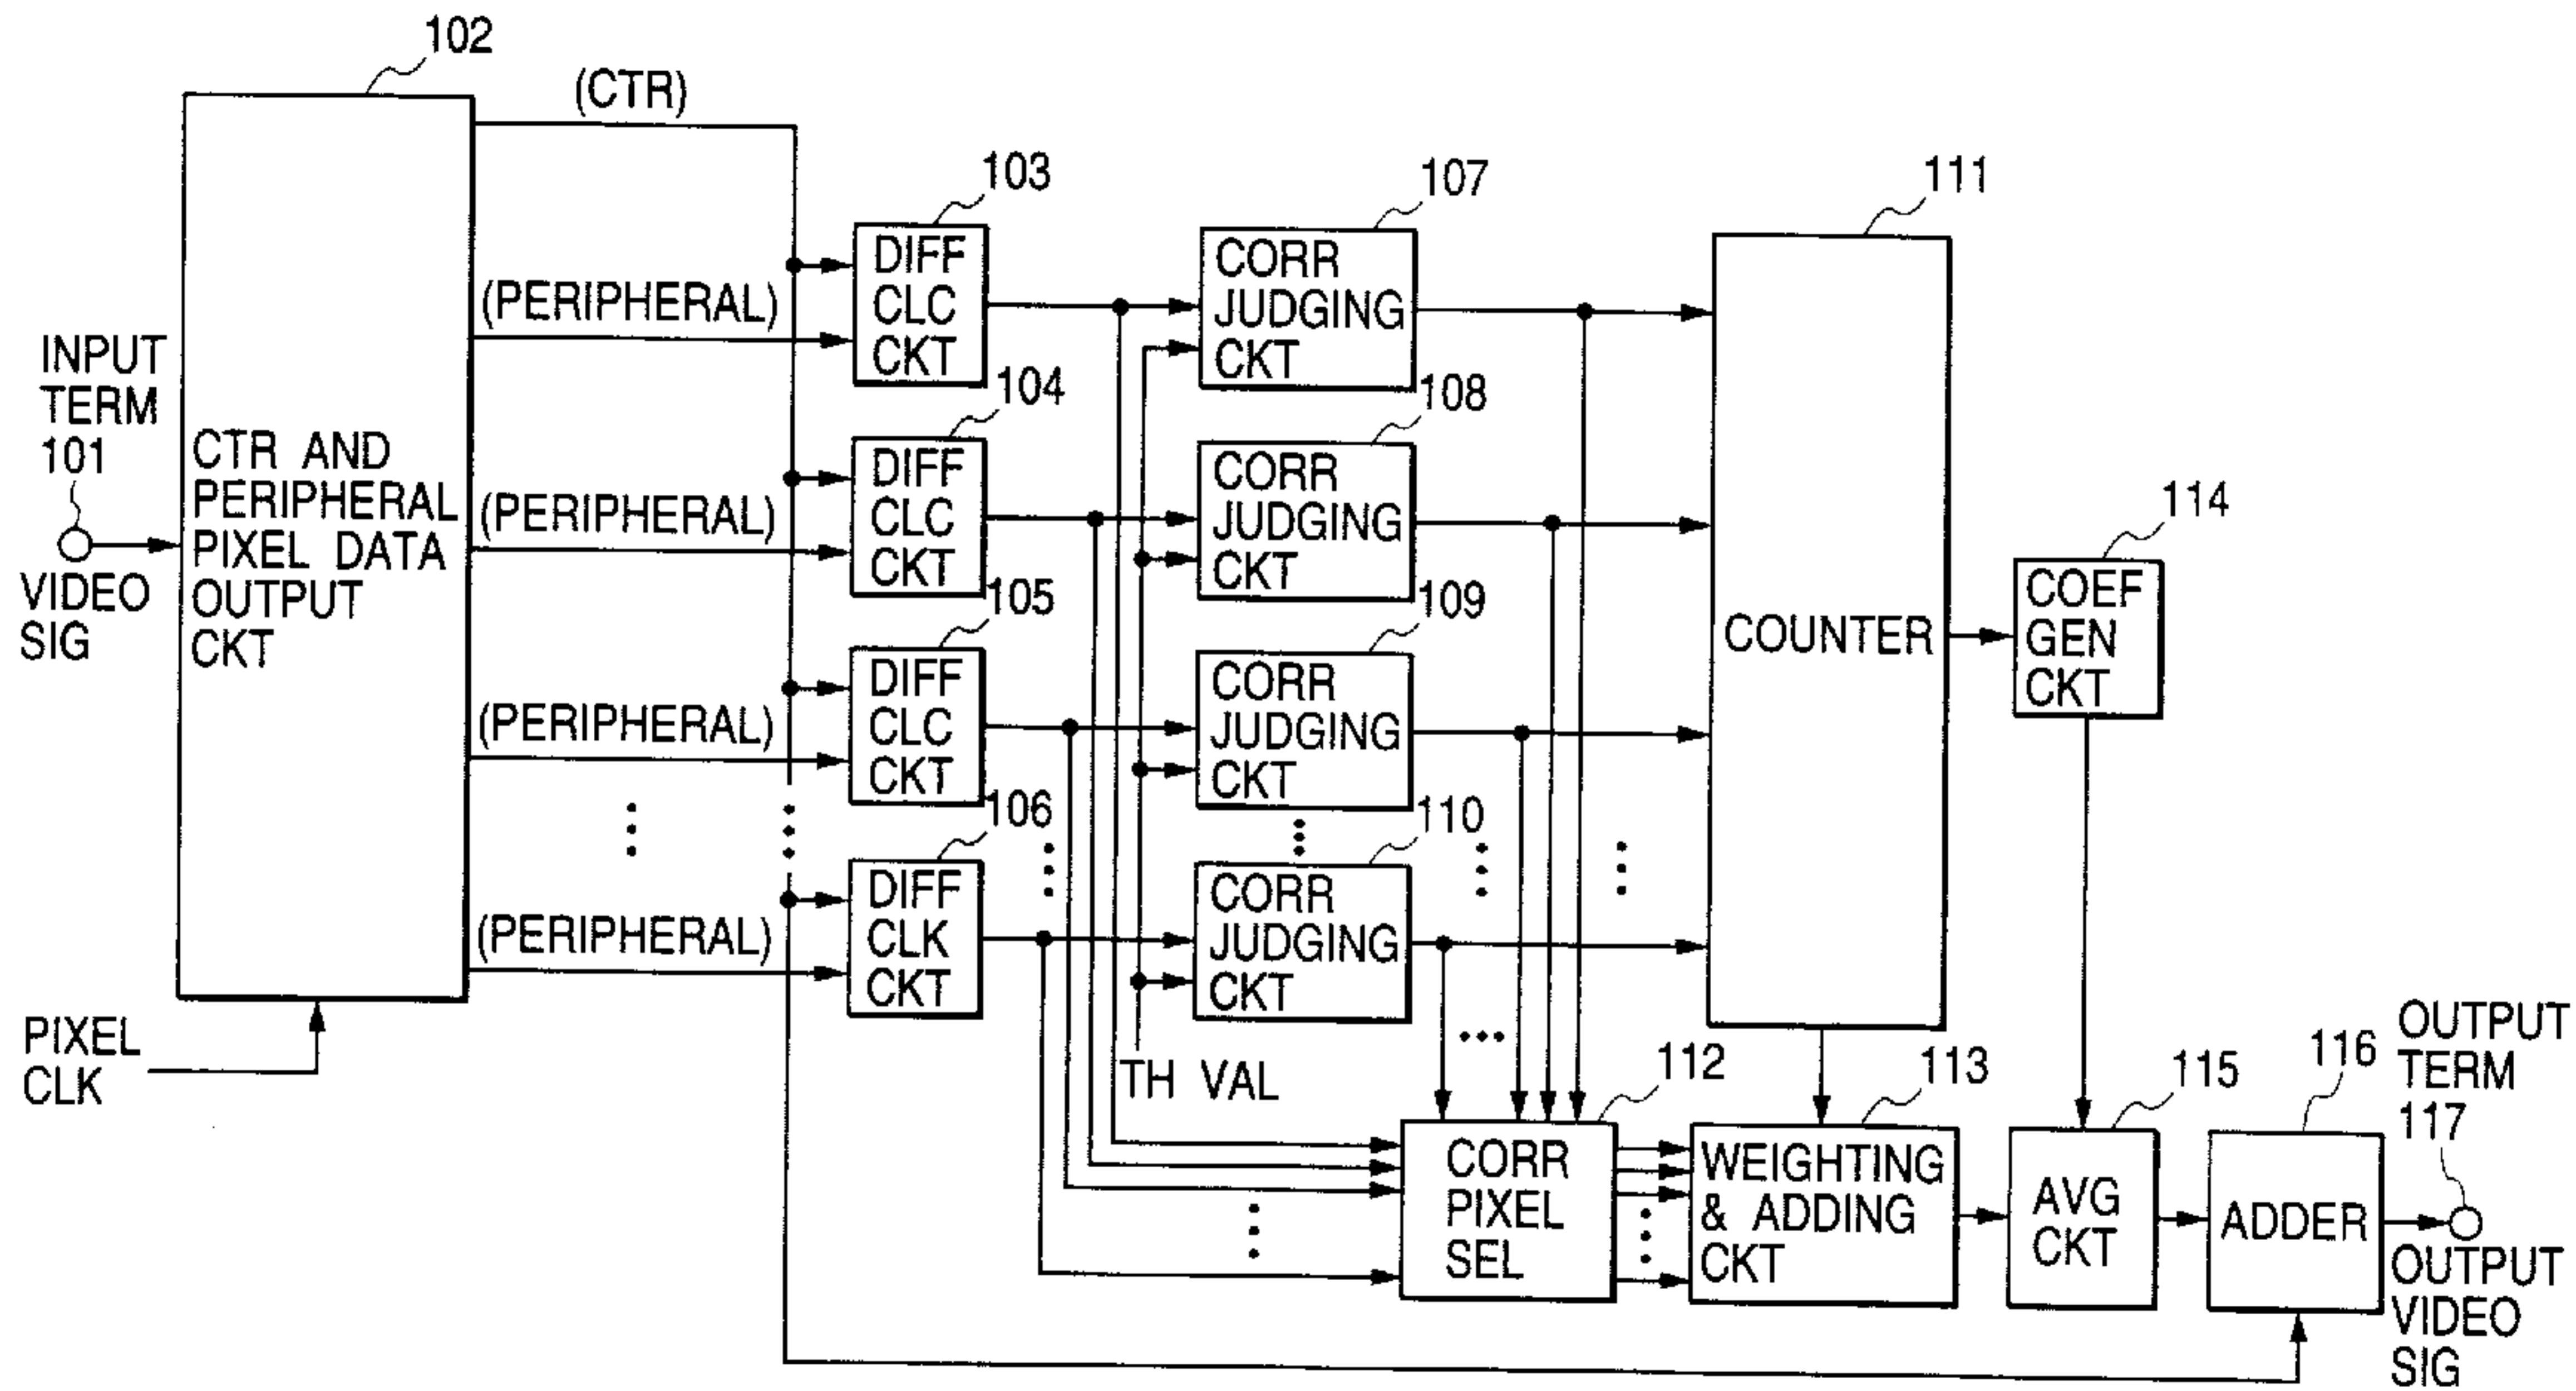 102
(CTR)
103
107
111
DIFF
CLC
CKT
CORR
JUDGING
CKT
(PERIPHERAL)
INPUT
TERM
101
104
108
CTR AND
PERIPHERAL
PIXEL DATA
OUTPUT
CKT
(PERIPHERAL)
DIFF
CLC
CKT
CORR
JUDGING
CKT
114
VIDEO
SIG
105
109
COUNTER
COEF
GEN
CKT
(PERIPHERAL)
DIFF
CLC
CKT
CORR
JUDGING
CKT
106
110
(PERIPHERAL)
DIFF
CLK
CKT
CORR
JUDGING
CKT
PIXEL
CLK
TH VAL
112
113
115
116
OUTPUT
TERM
117
CORR
PIXEL
SEL
WEIGHTING
& ADDING
CKT
AVG
CKT
ADDER
OUTPUT
VIDEO
SIG